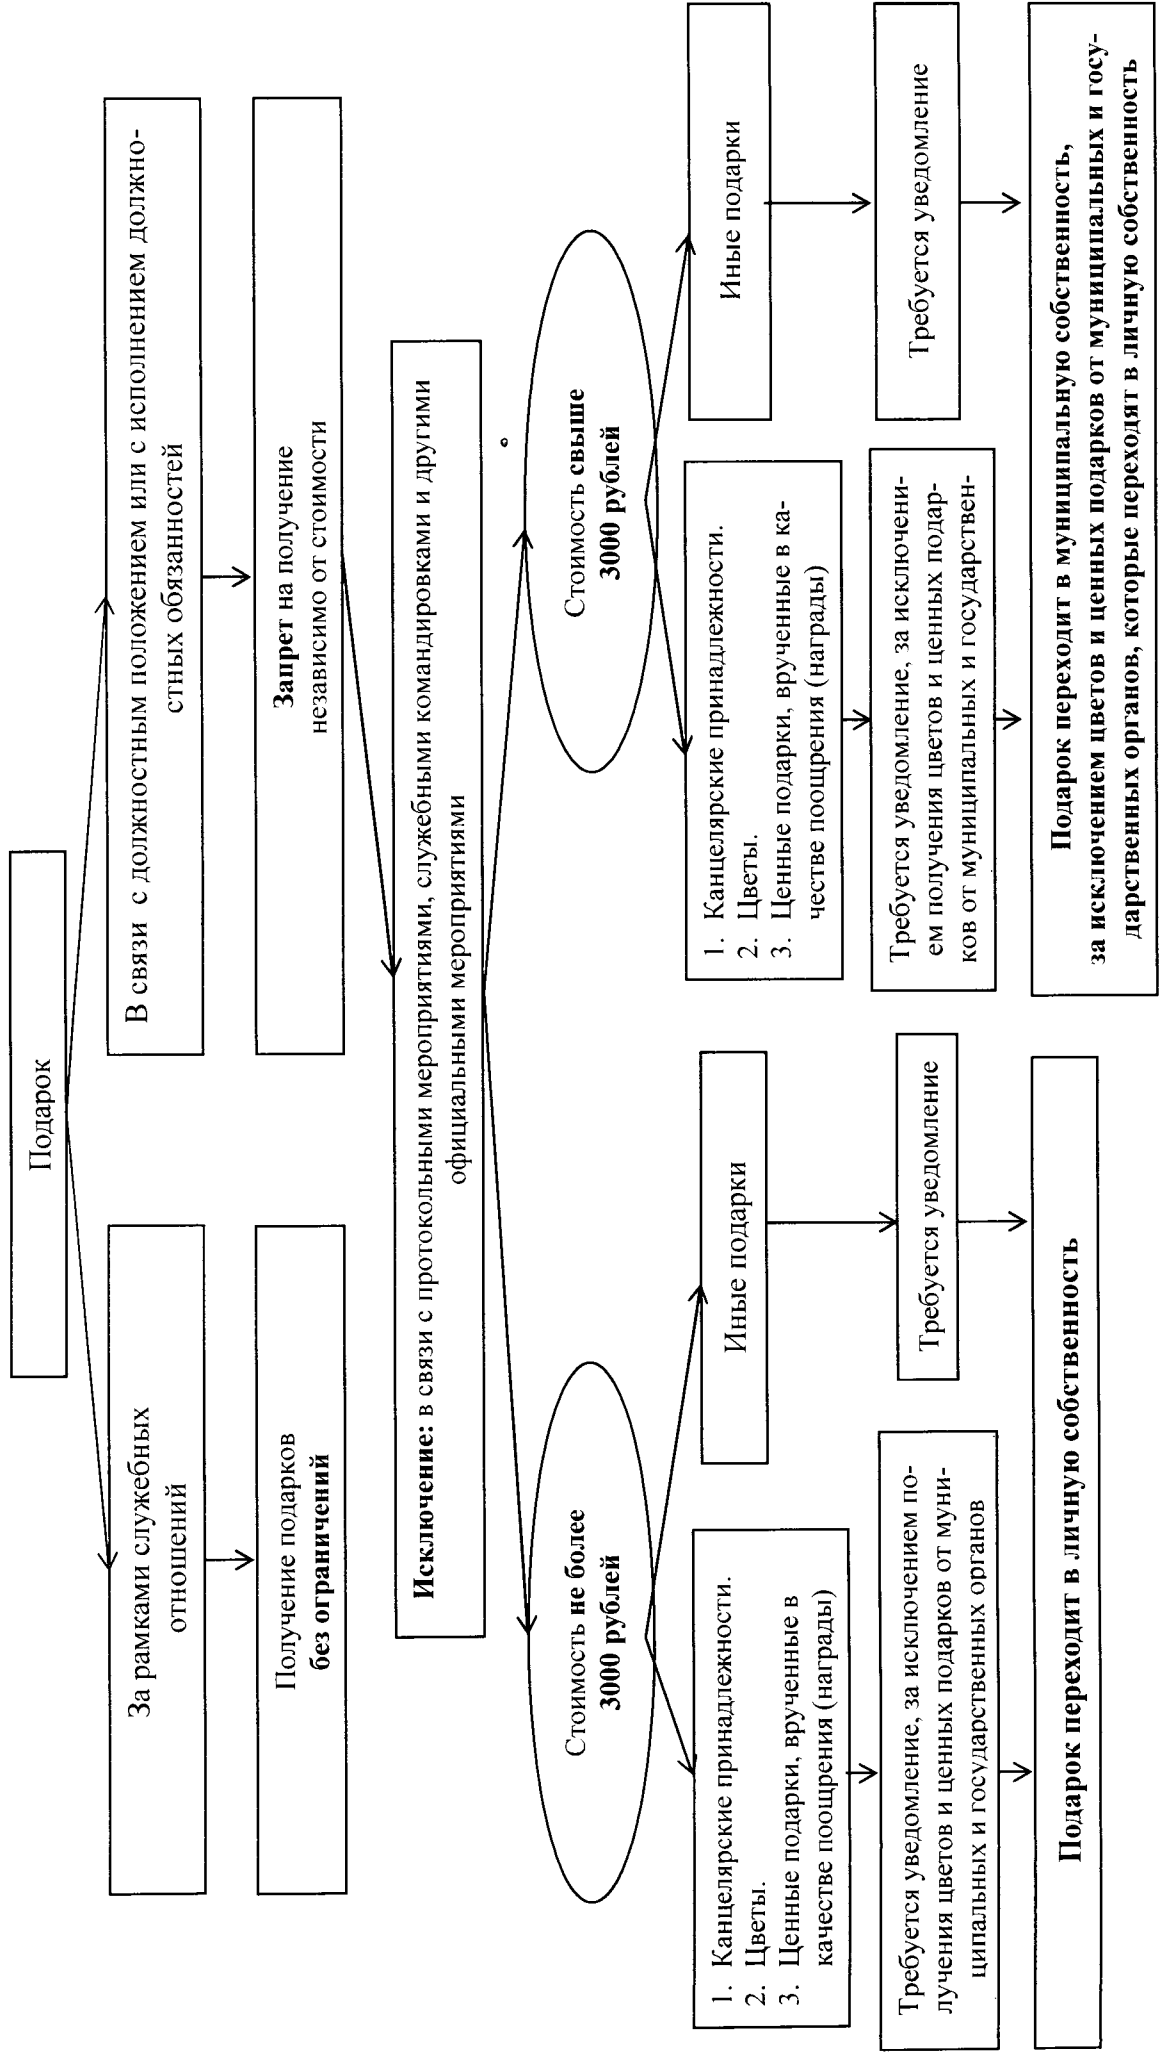 Подарок
За рамками служебных
отношений
В связи с должностным положением или с исполнением должно-
стных обязанностей
Получение подарков
без ограничений
Запрет на получение
независимо от стоимости
Исключение: в связи с протокольными мероприятиями, служебными командировками и другими
официальными мероприятиями
Стоимость не более
3000 рублей
Стоимость свыше
3000 рублей
1. Канцелярские принадлежности.
2. Цветы.
3. Ценные подарки, врученные в
качестве поощрения (награды)
Иные подарки
1. Канцелярские принадлежности.
2. Цветы.
3. Ценные подарки, врученные в ка-
честве поощрения (награды)
Иные подарки
Требуется уведомление, за исключением по-
лучения цветов и ценных подарков от муни-
ципальных и государственных органов
Требуется уведомление
Требуется уведомление, за исключени-
ем получения цветов и ценных подар-
ков от муниципальных и государствен-
Требуется уведомление
Подарок переходит в личную собственность
Подарок переходит в муниципальную собственность,
за исключением цветов и ценных подарков от муниципальных и госу-
дарственных органов, которые переходят в личную собственность